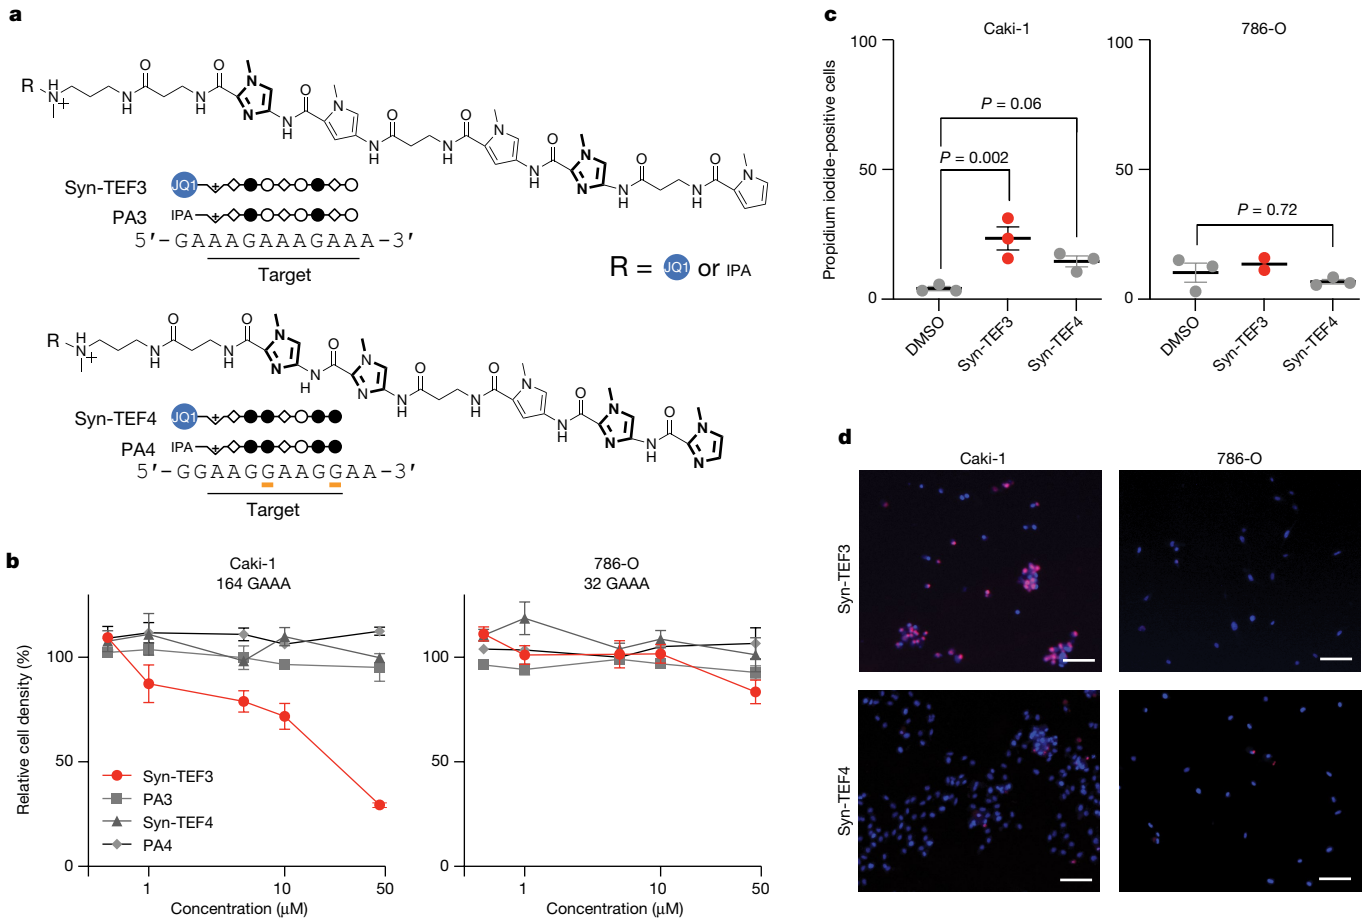 a
R
H
N
+
O
N
H
O
N
H
O
N
N
N
H
O
N
N
H
O
N
H
O
N
N
H
O
N
N
N
H
O
N
H
O
N
Syn-TEF3
JQ1
+
PA3
IPA
+
5′-GAAAGAAAGAAA-3′
Target
R = JQ1 or IPA
R
H
N
+
O
N
H
O
N
H
O
N
N
N
H
O
N
N
N
H
O
N
H
O
N
N
H
O
N
N
N
H
O
N
N
Syn-TEF4
JQ1
+
PA4
IPA
+
5′-GGAAGGAAGGAA-3′
Target
b
Caki-1
164 GAAA
786-O
32 GAAA
Relative cell density (%)
100
50
0
Syn-TEF3
PA3
Syn-TEF4
PA4
1
10
50
Concentration (μM)
100
50
0
1
10
50
Concentration (μM)
c
Caki-1
786-O
Propidium iodide-positive cells
100
50
0
P = 0.06
P = 0.002
DMSO
Syn-TEF3
Syn-TEF4
100
50
0
P = 0.72
DMSO
Syn-TEF3
Syn-TEF4
d
Caki-1
786-O
Syn-TEF3
Syn-TEF4